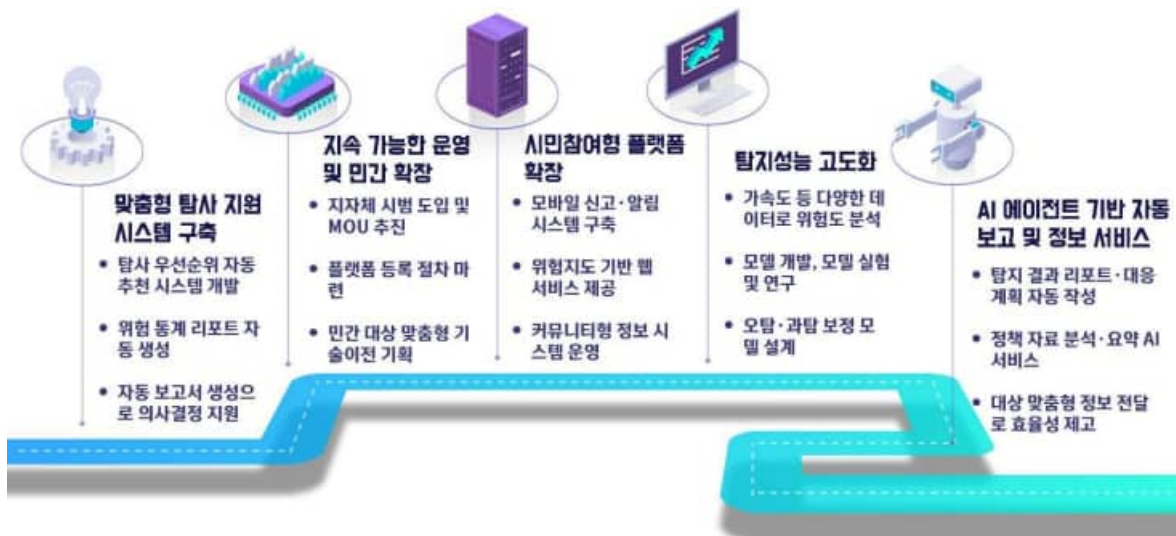 맞춤형 탐사 지원
시스템 구축
• 탐사 우선순위 자동
추천 시스템 개발
• 위험 통계 리포트 자
동 생성
• 자동 보고서 생성으
로 의사결정 지원
지속 가능한 운영
및 민간 확장
• 지자체 시범 도입 및
MOU 추진
• 플랫폼 등록 절차 마
련
• 민간 대상 맞춤형 기
술이전 기획
시민참여형 플랫폼
확장
• 모바일 신고·알림
시스템 구축
• 위험지도 기반 웹
서비스 제공
• 커뮤니티형 정보 시
스템 운영
탐지성능 고도화
• 가속도 등 다양한 데
이터로 위험도 분석
• 모델 개발, 모델 실험
및 연구
• 오탐·과탐 보정 모
델 설계
AI 에이전트 기반 자동
보고 및 정보 서비스
• 탐지 결과 리포트·대응
계획 자동 작성
• 정책 자료 분석·요약 AI
서비스
• 대상 맞춤형 정보 전달
로 효율성 제고